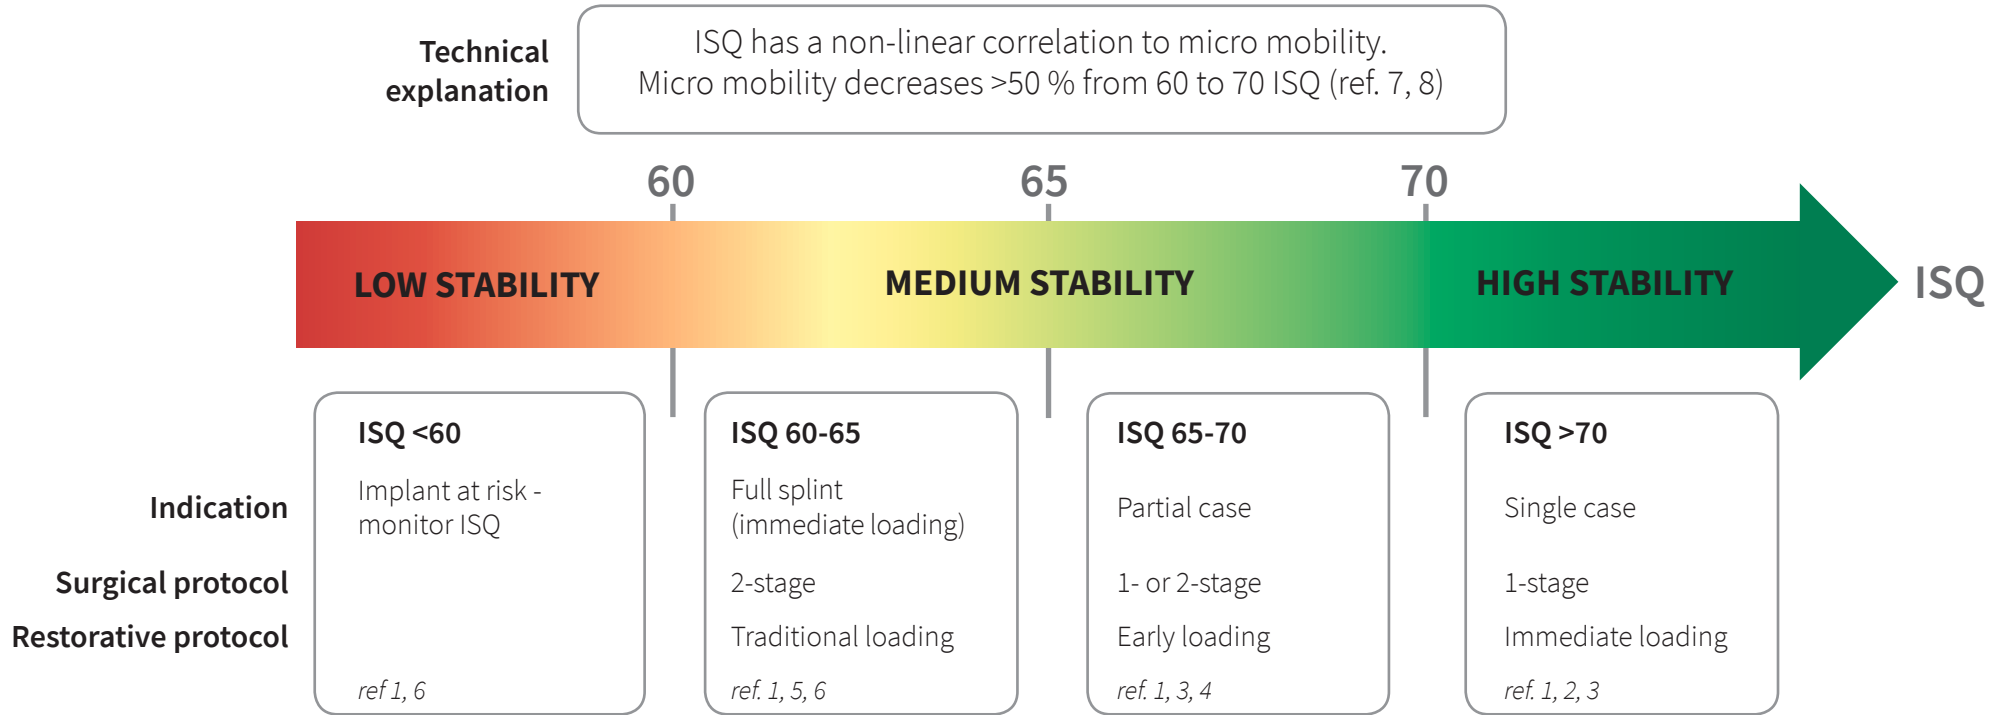 Technical
explanation
ISQ has a non-linear correlation to micro mobility.
Micro mobility decreases >50 % from 60 to 70 ISQ (ref. 7, 8)
60
65
70
LOW STABILITY
MEDIUM STABILITY
HIGH STABILITY
ISQ
ISQ <60
ISQ 60-65
ISQ 65-70
ISQ >70
Indication
Implant at risk -
monitor ISQ
Full splint
(immediate loading)
Partial case
Single case
Surgical protocol
2-stage
1- or 2-stage
1-stage
Restorative protocol
Traditional loading
Early loading
Immediate loading
ref 1, 6
ref. 1, 5, 6
ref. 1, 3, 4
ref. 1, 2, 3